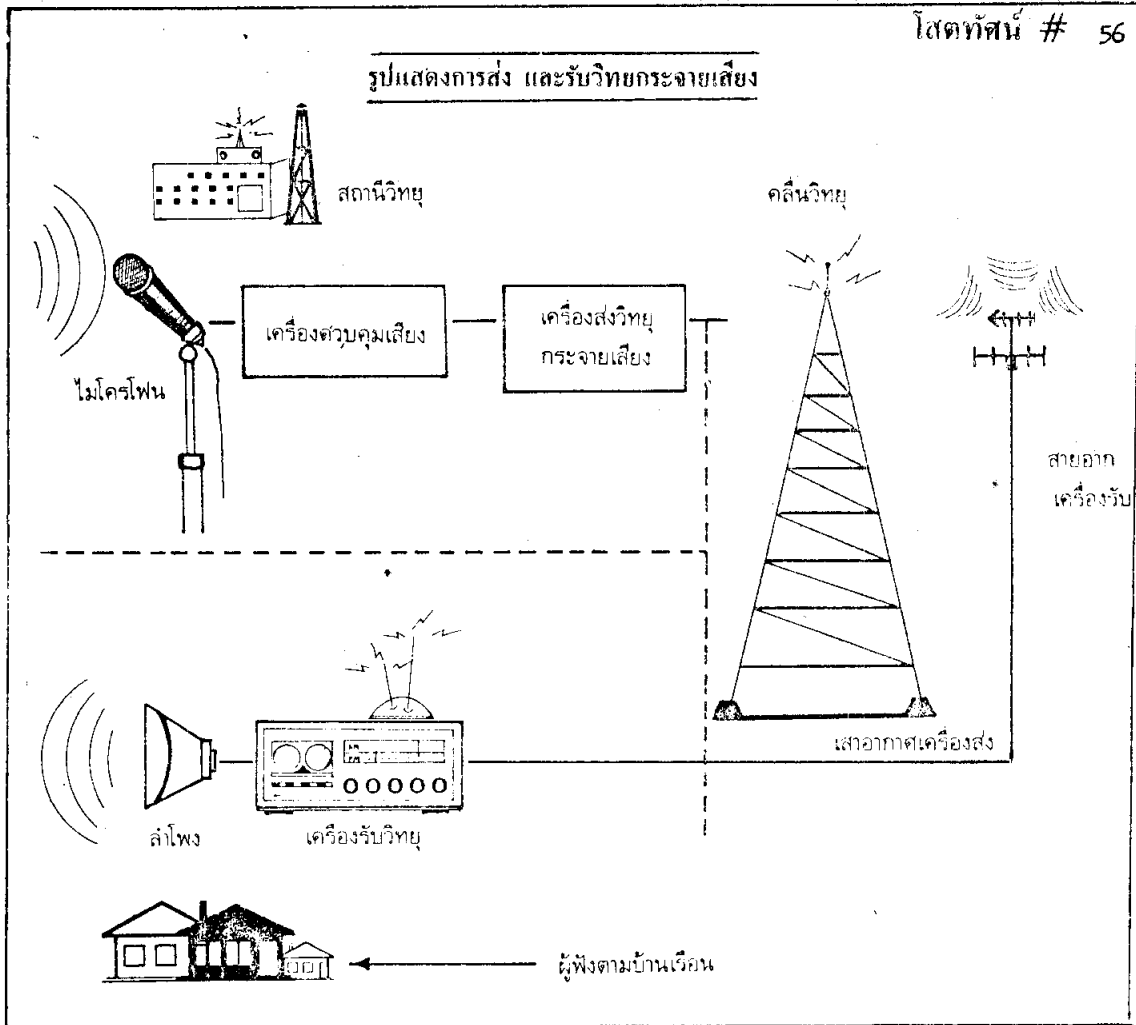 โสตทัศน์ # 56
รูปแสดงการส่ง และรับวิทยกระจายเสียง
สถานีวิทยุ
คลื่นวิทยุ
เครื่องควบคุมเสียง
เครื่องส่งวิทยุ
กระจายเสียง
ไมโครโฟน
สายอาก
เครื่องรับ
เสาอากาศเครื่องส่ง
ลำโพง
เครื่องรับวิทยุ
ผู้ฟังตามบ้านเรือน